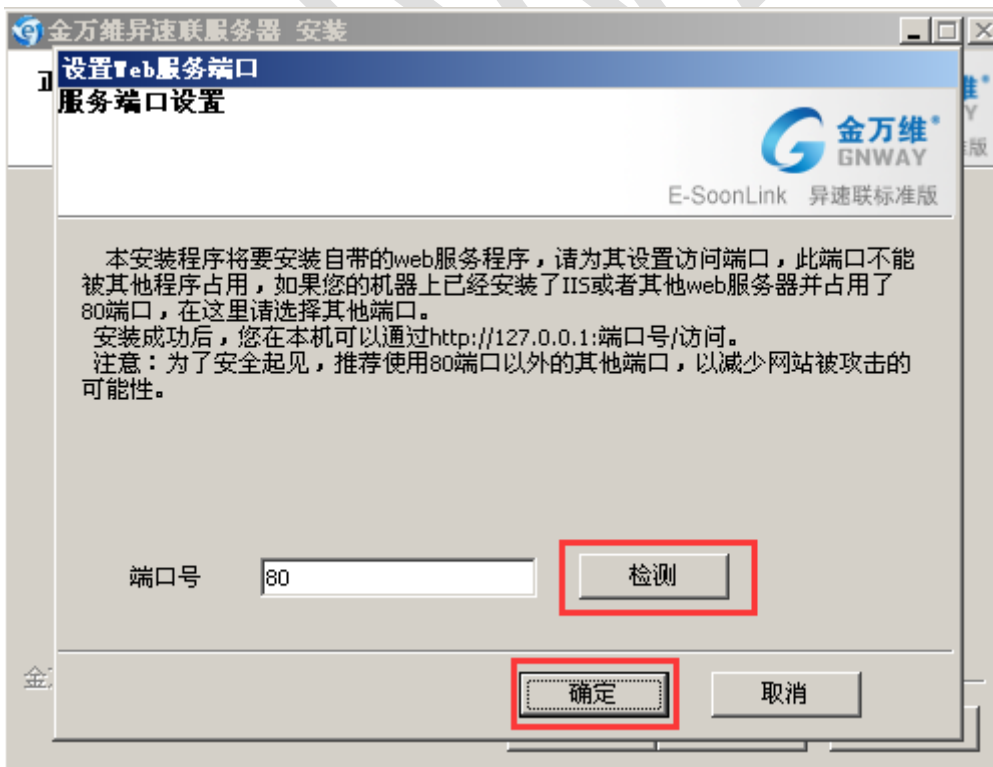 金万维异速联服务器 安装
设置Web服务端口
服务端口设置
金万维
GNWAY
E-SoonLink 异速联标准版
本安装程序将要安装自带的web服务程序，请为其设置访问端口，此端口不能
被其他程序占用，如果您的机器上已经安装了IIS或者其他web服务器并占用了
80端口，在这里请选择其他端口。
安装成功后，您在本机可以通过http://127.0.0.1:端口号/访问。
注意：为了安全起见，推荐使用80端口以外的其他端口，以减少网站被攻击的
可能性。
端口号 80 检测
确定 取消